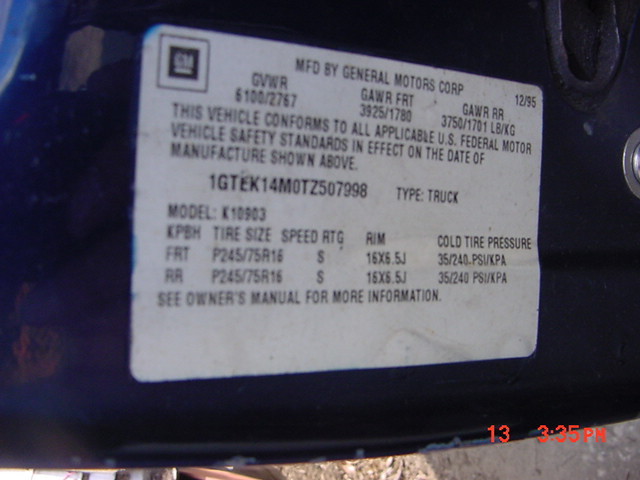 GM
MFD BY GENERAL MOTORS CORP 12/95
GVWR GAWR FRT GAWR RR
6100/2767 3925/1780 3750/1701 LB/KG
THIS VEHICLE CONFORMS TO ALL APPLICABLE U.S. FEDERAL MOTOR
VEHICLE SAFETY STANDARDS IN EFFECT ON THE DATE OF
MANUFACTURE SHOWN ABOVE.
1GTEK14M0TZ507998 TYPE: TRUCK
MODEL: K10903
KPBH TIRE SIZE SPEED RTG RIM COLD TIRE PRESSURE
FRT P245/75R16 S 16X6.5J 35/240 PSI/KPA
RR P245/75R16 S 16X6.5J 35/240 PSI/KPA
SEE OWNER'S MANUAL FOR MORE INFORMATION.
13 3:35PM